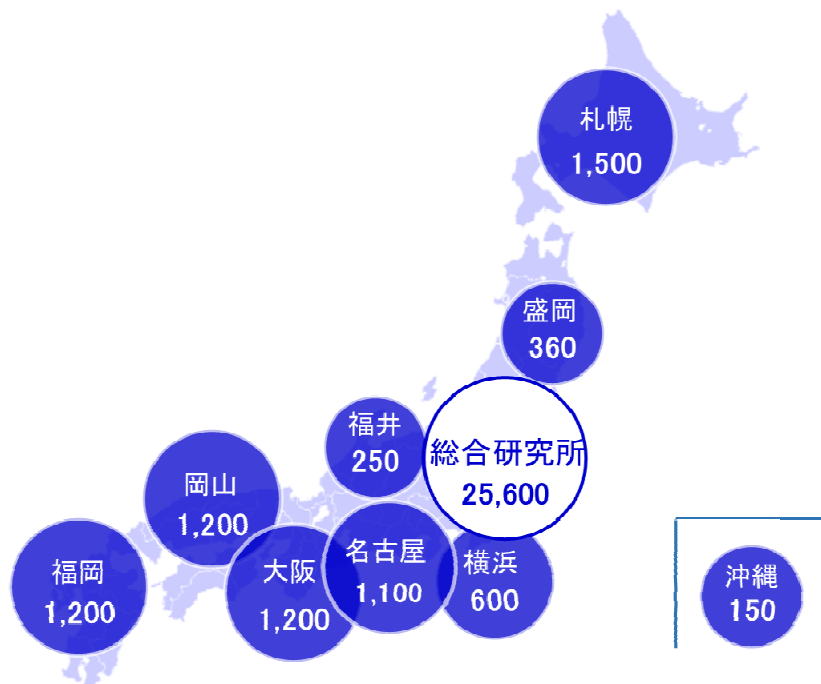 札幌
1,500
盛岡
360
福井
250
総合研究所
25,600
岡山
1,200
福岡
1,200
大阪
1,200
名古屋
1,100
横浜
600
沖縄
150